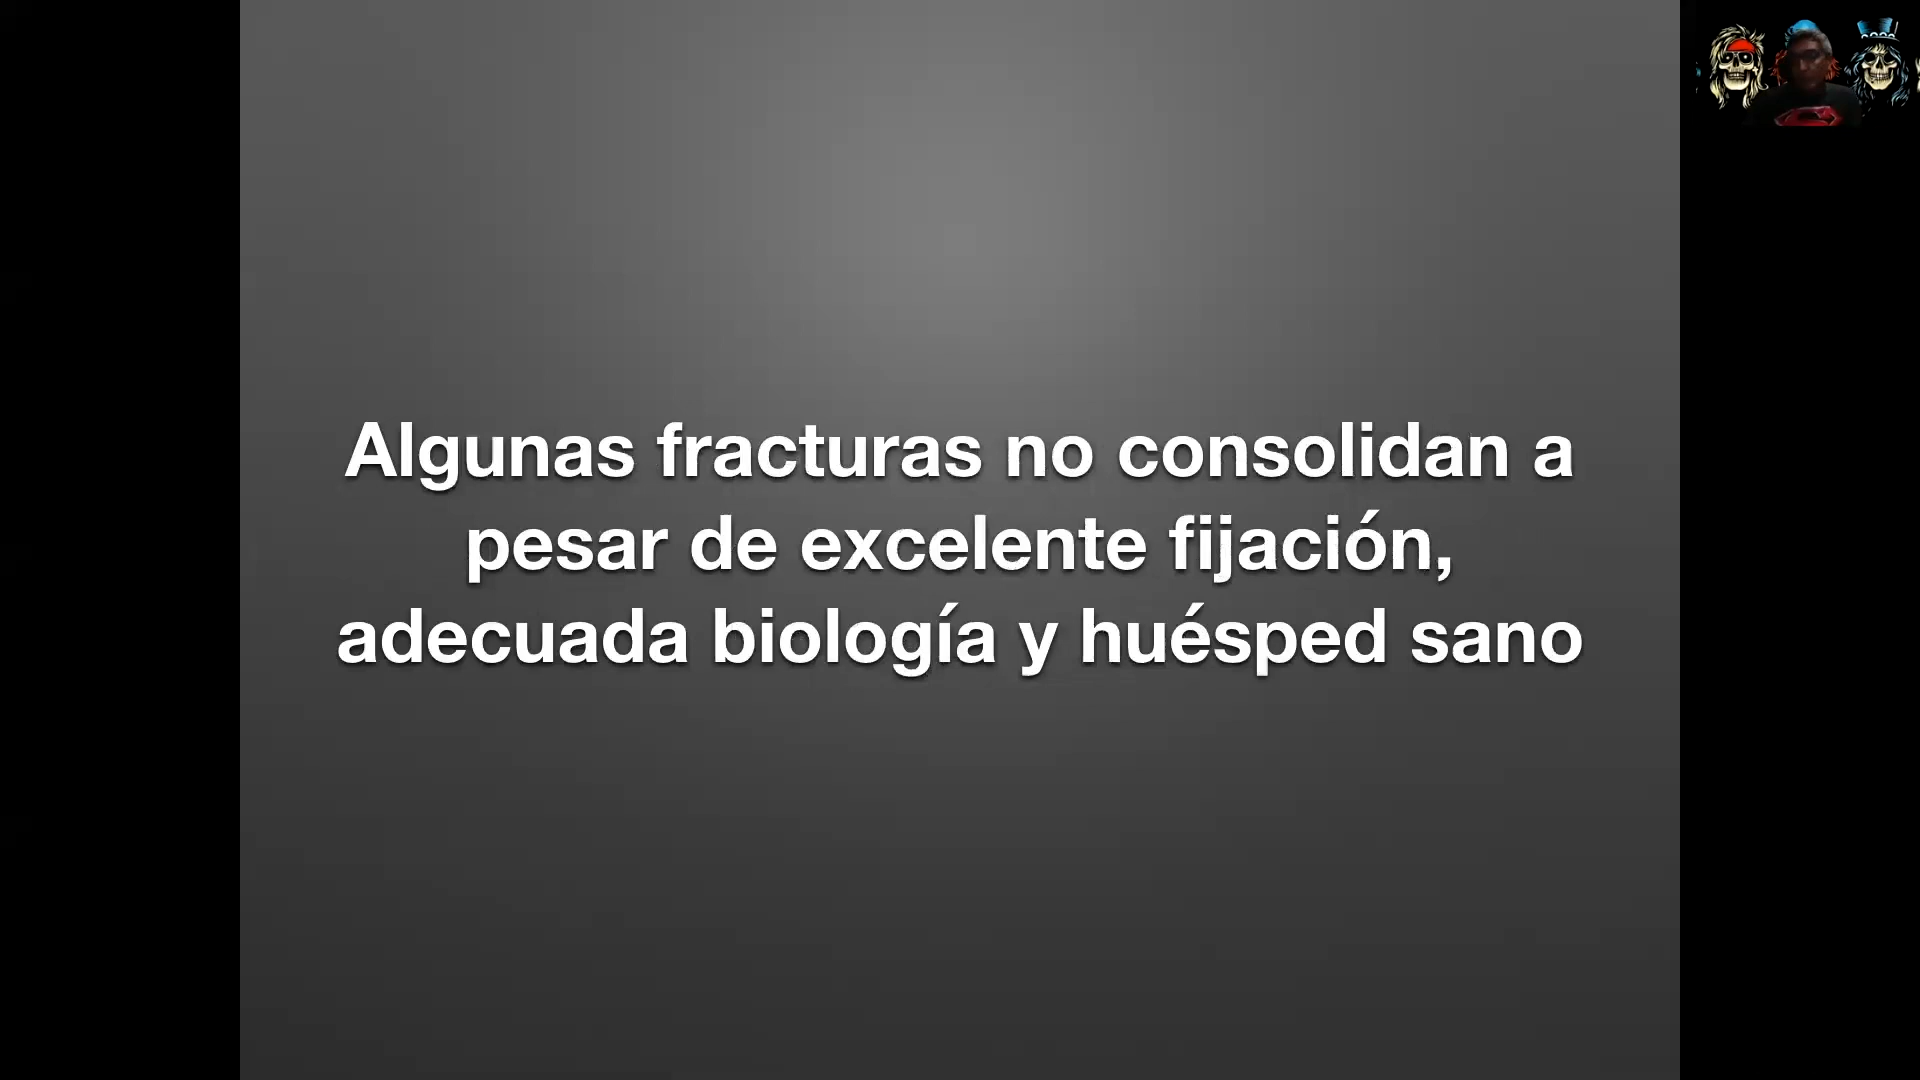 Algunas fracturas no consolidan a
pesar de excelente fijación,
adecuada biología y huésped sano